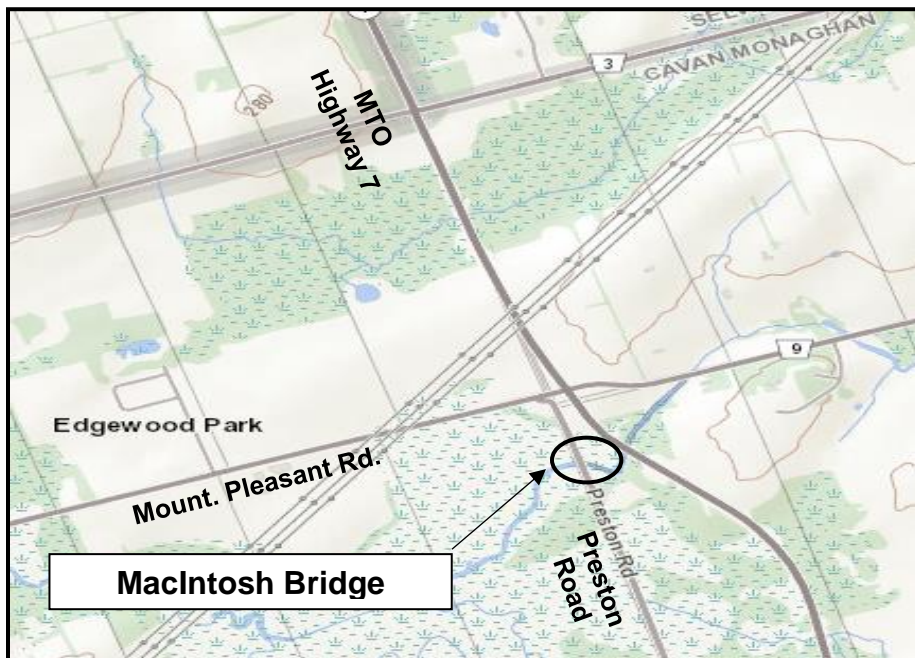 SELW
CAVAN MONAGHAN
3
MTO
Highway 7
280
9
Edgewood Park
Mount. Pleasant Rd.
Preston Rd
Preston
Road
MacIntosh Bridge